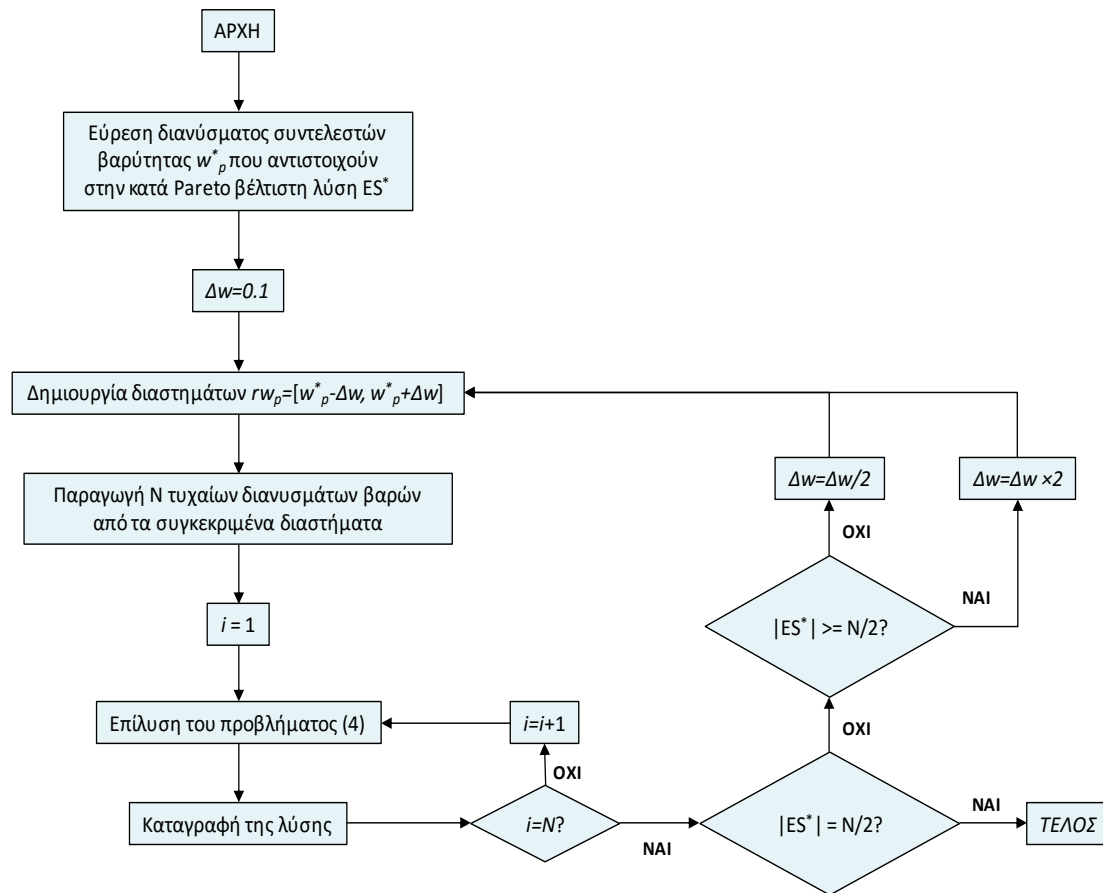 ΑΡΧΗ
Εύρεση διανύσματος συντελεστών
βαρύτητας w*p που αντιστοιχούν
στην κατά Pareto βέλτιστη λύση ES*
Δw=0.1
Δημιουργία διαστημάτων rwp=[w*p-Δw, w*p+Δw]
Παραγωγή Ν τυχαίων διανυσμάτων βαρών
από τα συγκεκριμένα διαστήματα
i = 1
Επίλυση του προβλήματος (4)
Καταγραφή της λύσης
i=N?
ΟΧΙ
i=i+1
ΝΑΙ
|ES*| = N/2?
ΝΑΙ
ΤΕΛΟΣ
ΟΧΙ
|ES*| >= N/2?
ΟΧΙ
Δw=Δw/2
ΝΑΙ
Δw=Δw ×2